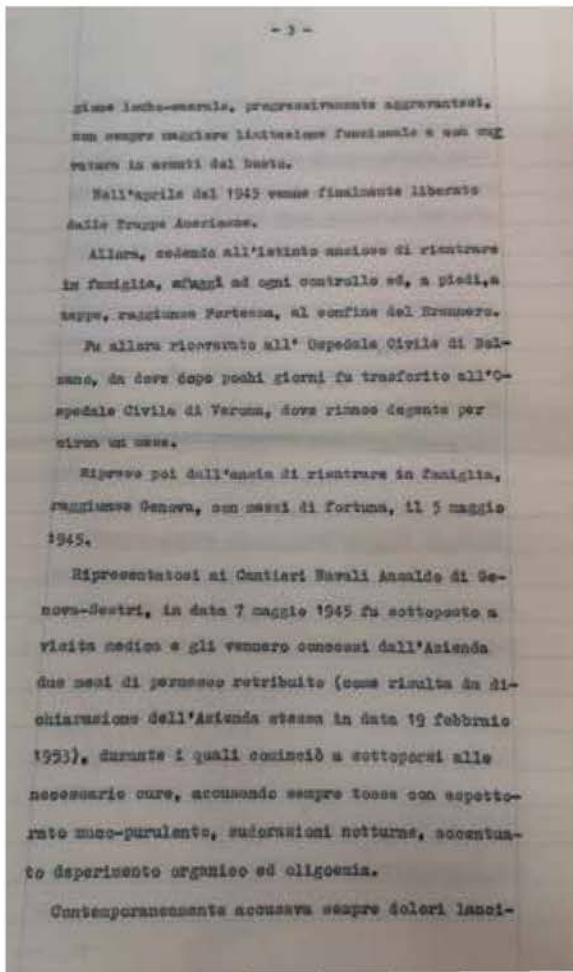 - 3 -
gione lombo-sacrale, progressivamente aggravantesi,
con sempre maggiore limitazione funzionale e con cur
vatura in avanti del busto.
Nell'aprile del 1945 venne finalmente liberato
dalle Truppe Americane.
Allora, cedendo all'istinto ansioso di rientrare
in famiglia, sfuggì ad ogni controllo ed, a piedi,a
tappe, raggiunse Fortezza, al confine del Brennero.
Fu allora ricoverato all' Ospedale Civile di Bol-
zano, da dove dopo pochi giorni fu trasferito all'O-
spedale Civile di Verona, dove rimase degente per
circa un mese.
Ripreso poi dall'ansia di rientrare in famiglia,
raggiunse Genova, con mezzi di fortuna, il 5 maggio
1945.
Ripresentatosi ai Cantieri Navali Ansaldo di Ge-
nova-Sestri, in data 7 maggio 1945 fu sottoposto a
visita medica e gli vennero concessi dall'Azienda
due mesi di permesso retribuito (come risulta da di-
chiarazione dell'Azienda stessa in data 19 febbraio
1953), durante i quali cominciò a sottoporsi alle
necessarie cure, accusando sempre tosse con espetto-
rato muco-purulento, sudorazioni notturne, accentua-
to deperimento organico ed oligoemia.
Contemporaneamente accusava sempre dolori lanci-